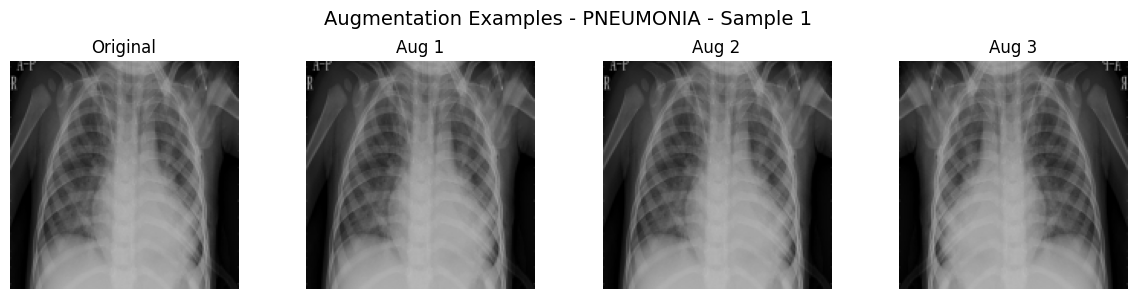 Augmentation Examples - PNEUMONIA - Sample 1
Original
Aug 1
Aug 2
Aug 3
A-P
R
A-P
R
A-P
R
A-P
R